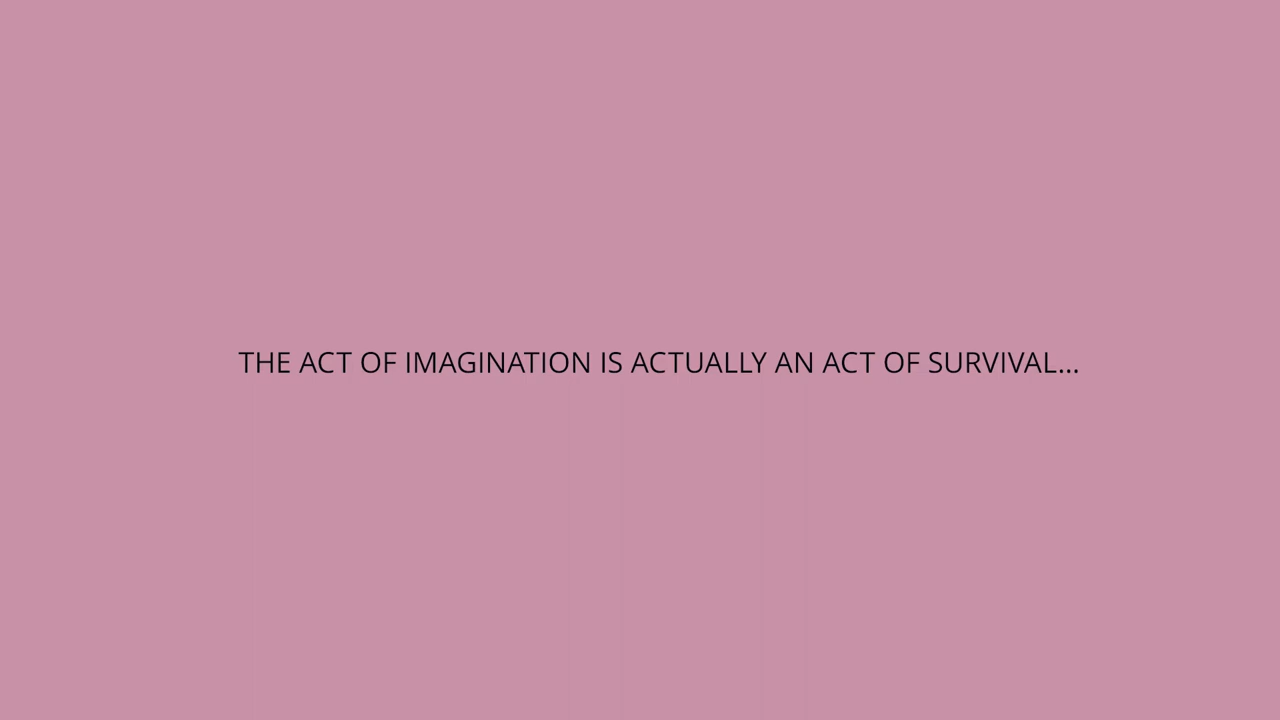 THE ACT OF IMAGINATION IS ACTUALLY AN ACT OF SURVIVAL...